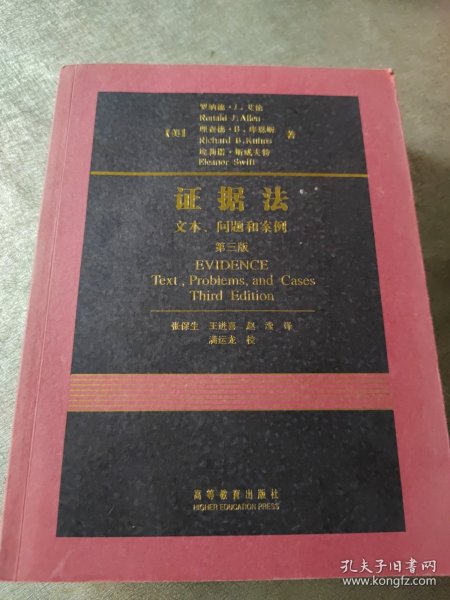 罗纳德·J.艾伦
Ronald J. Allen
【美】理查德·B.库恩斯 著
Richard B. Kuhns
埃莉诺·斯威夫特
Eleanor Swift
证据法
文本、问题和案例
第三版
EVIDENCE
Text, Problems, and Cases
Third Edition
张保生 王进喜 赵滢 译
满运龙 校
高等教育出版社
HIGHER EDUCATION PRESS
孔夫子旧书网
www.kongfz.com